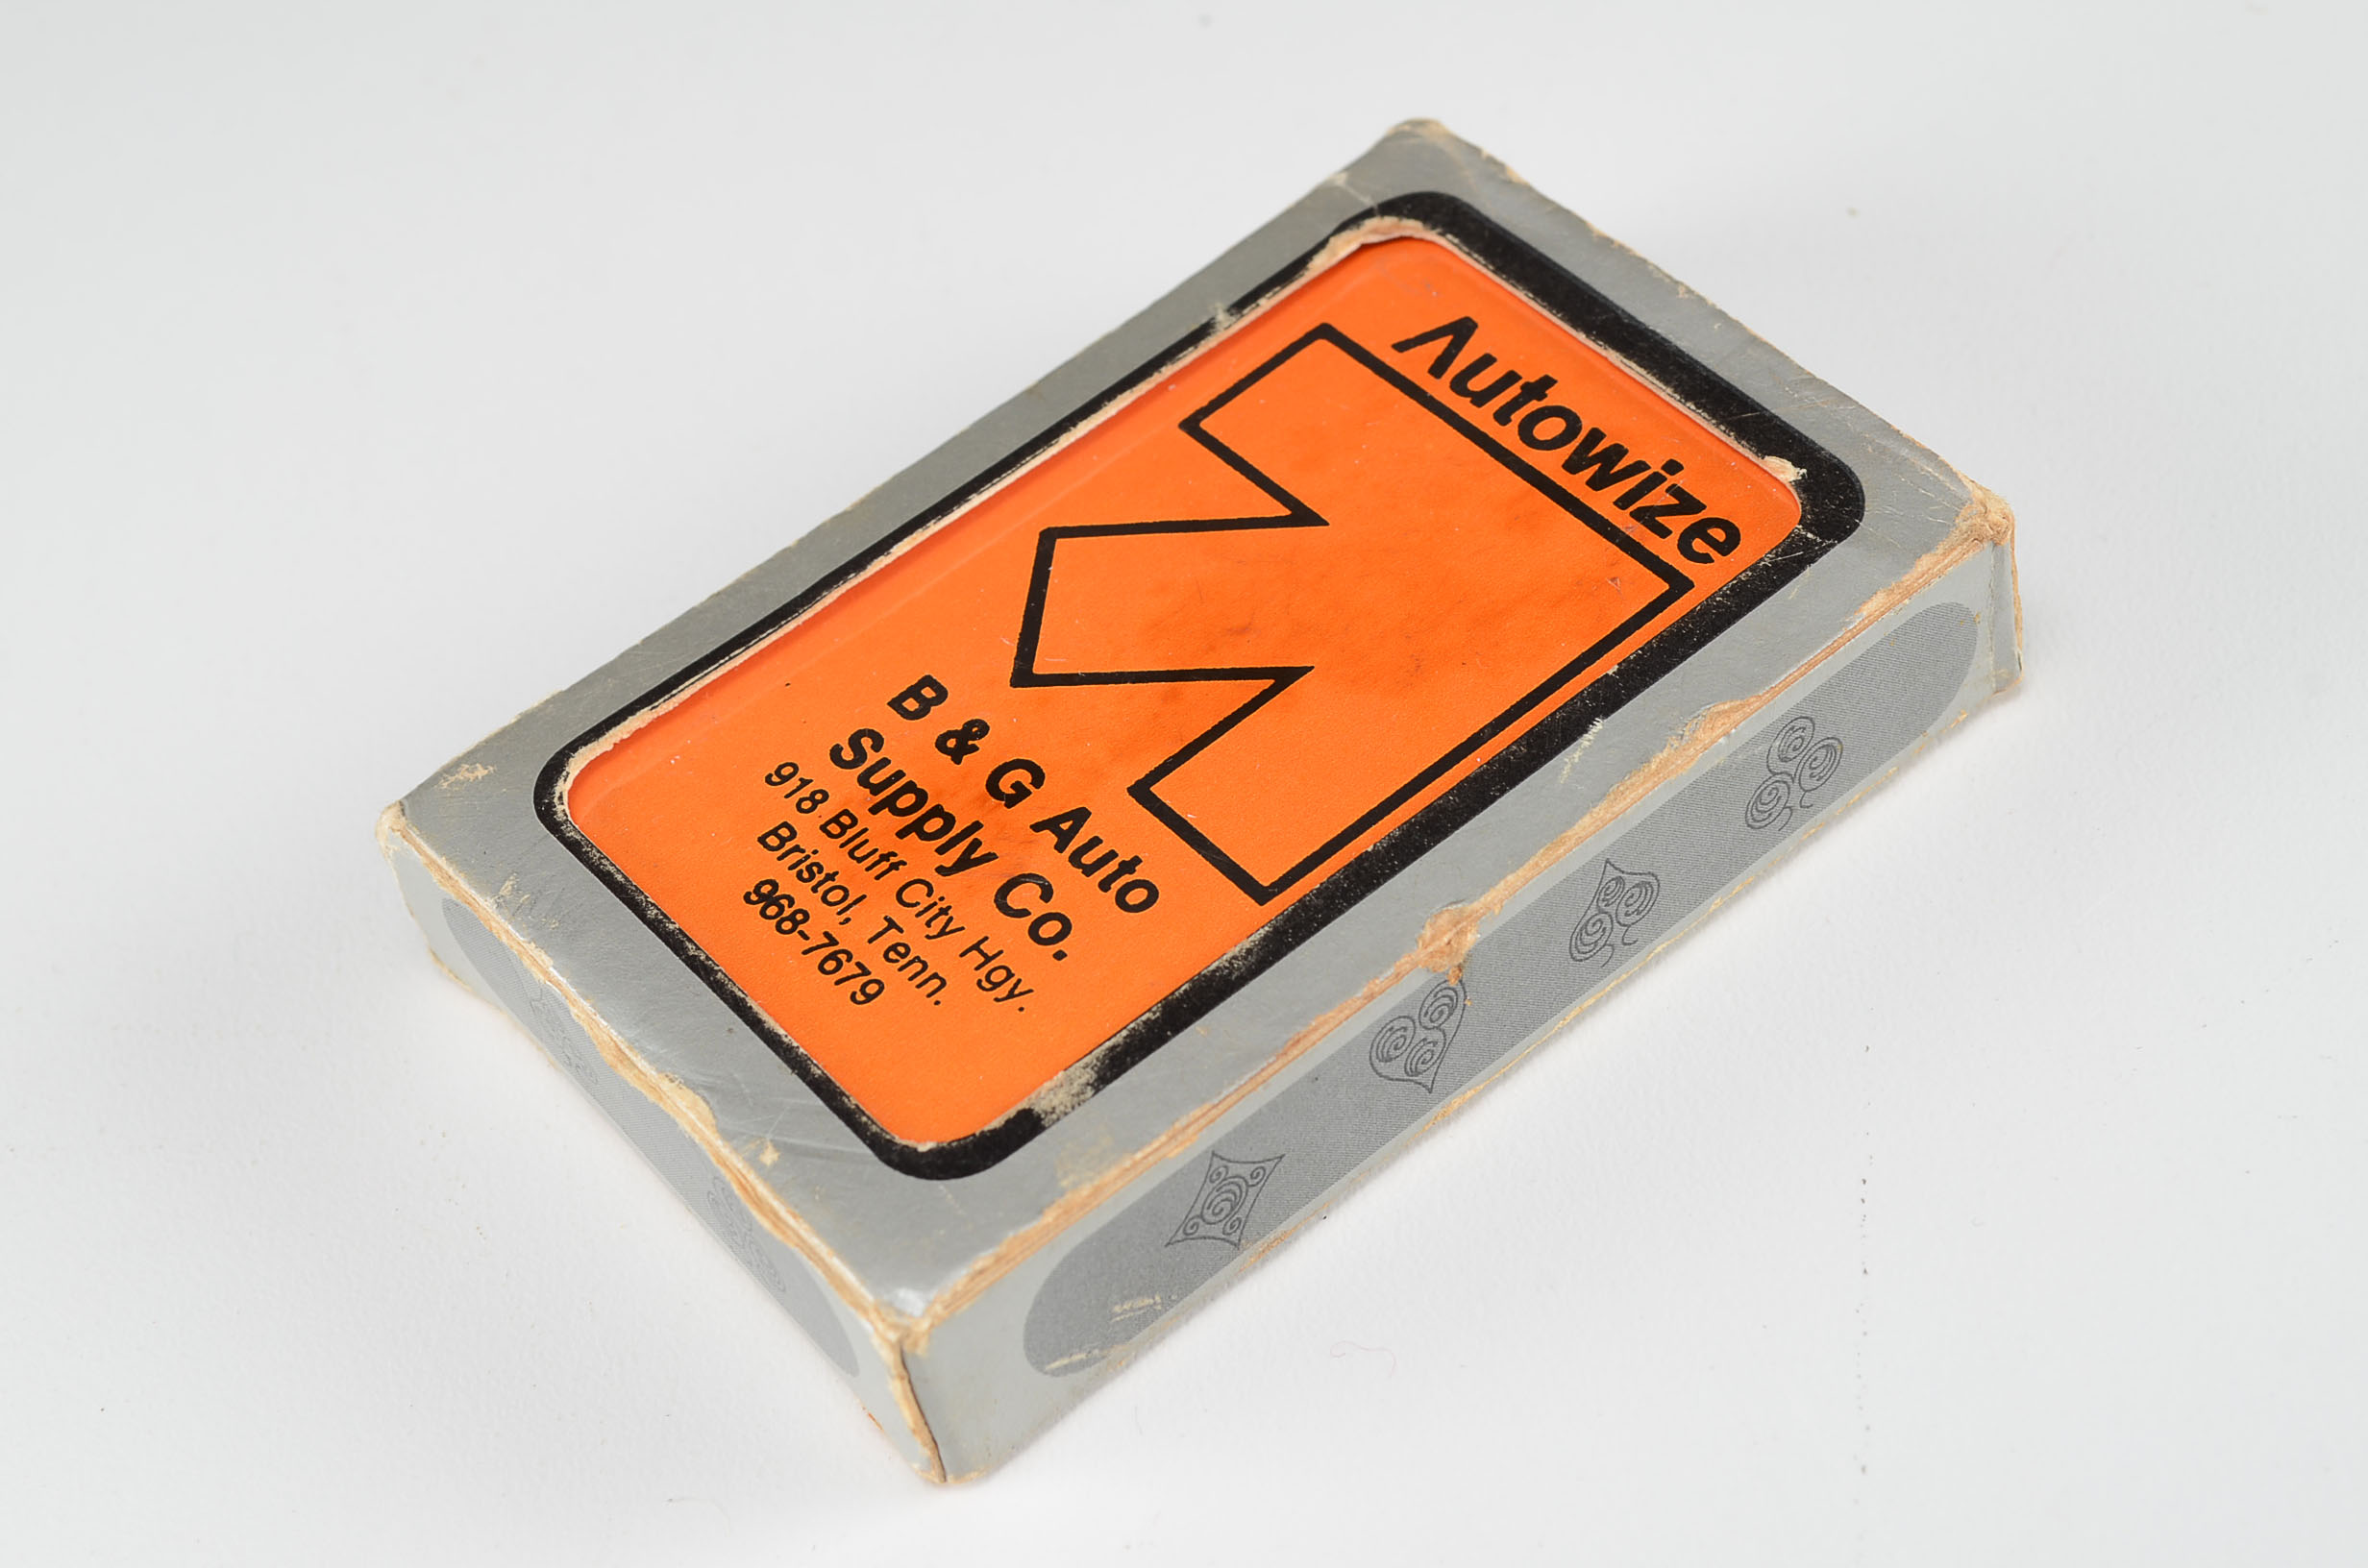 Autowize
B & G Auto
Supply Co.
918 Bluff City Hgy.
Bristol, Tenn.
968-7679